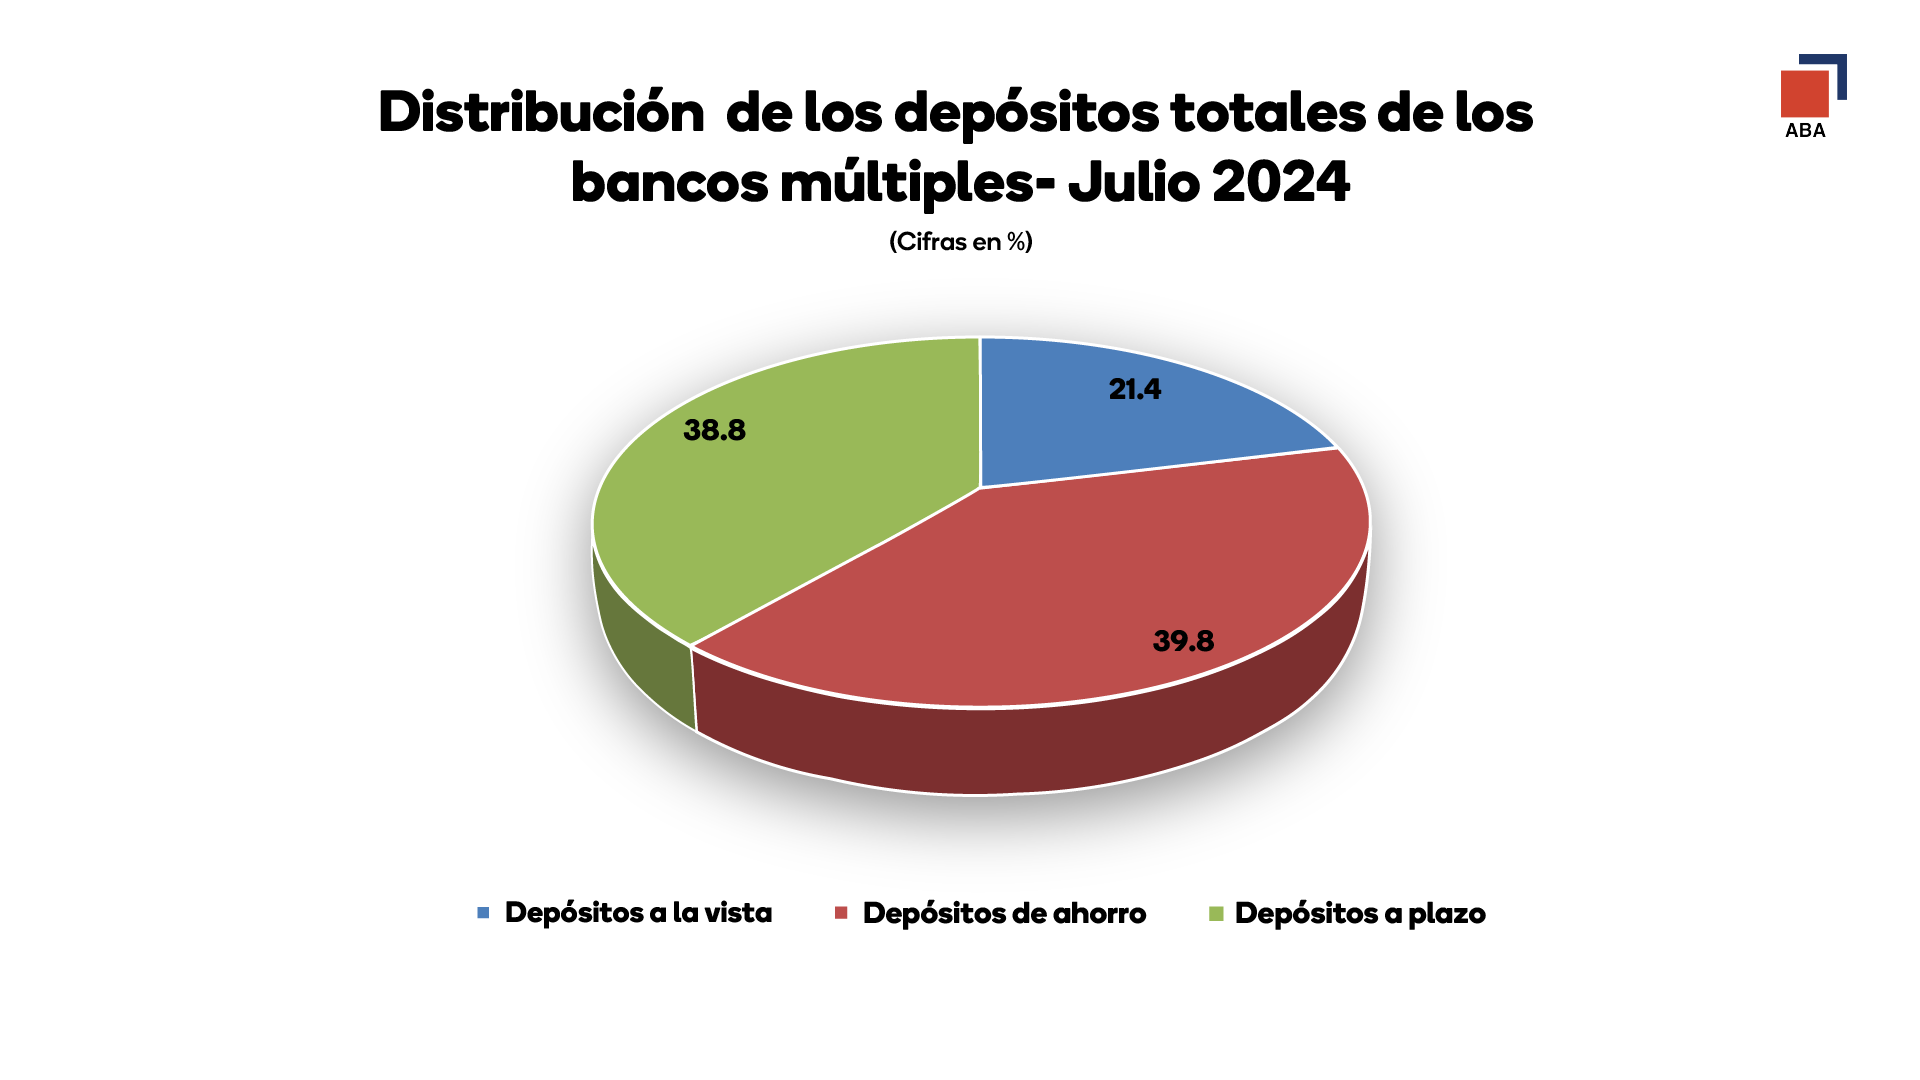 ABA
Distribución  de los depósitos totales de los
bancos múltiples- Julio 2024
(Cifras en %)
21.4
38.8
39.8
Depósitos a la vista
Depósitos de ahorro
Depósitos a plazo